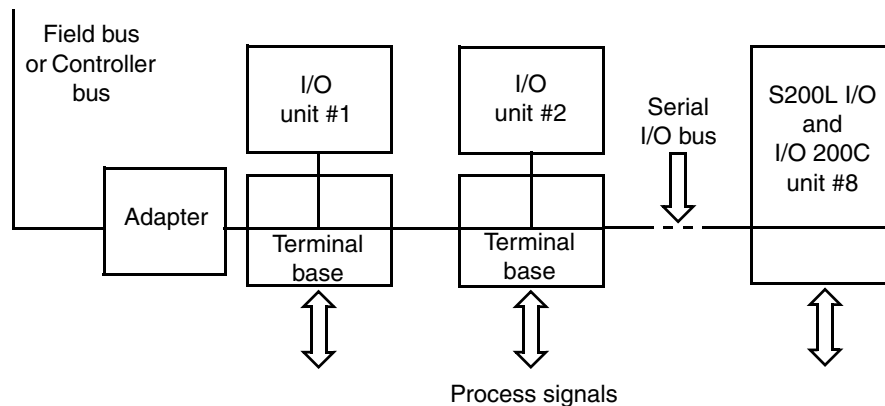 Field bus
or Controller
bus
I/O
unit #1
I/O
unit #2
Serial
I/O bus
S200L I/O
and
I/O 200C
unit #8
Adapter
Terminal
base
Terminal
base
Process signals